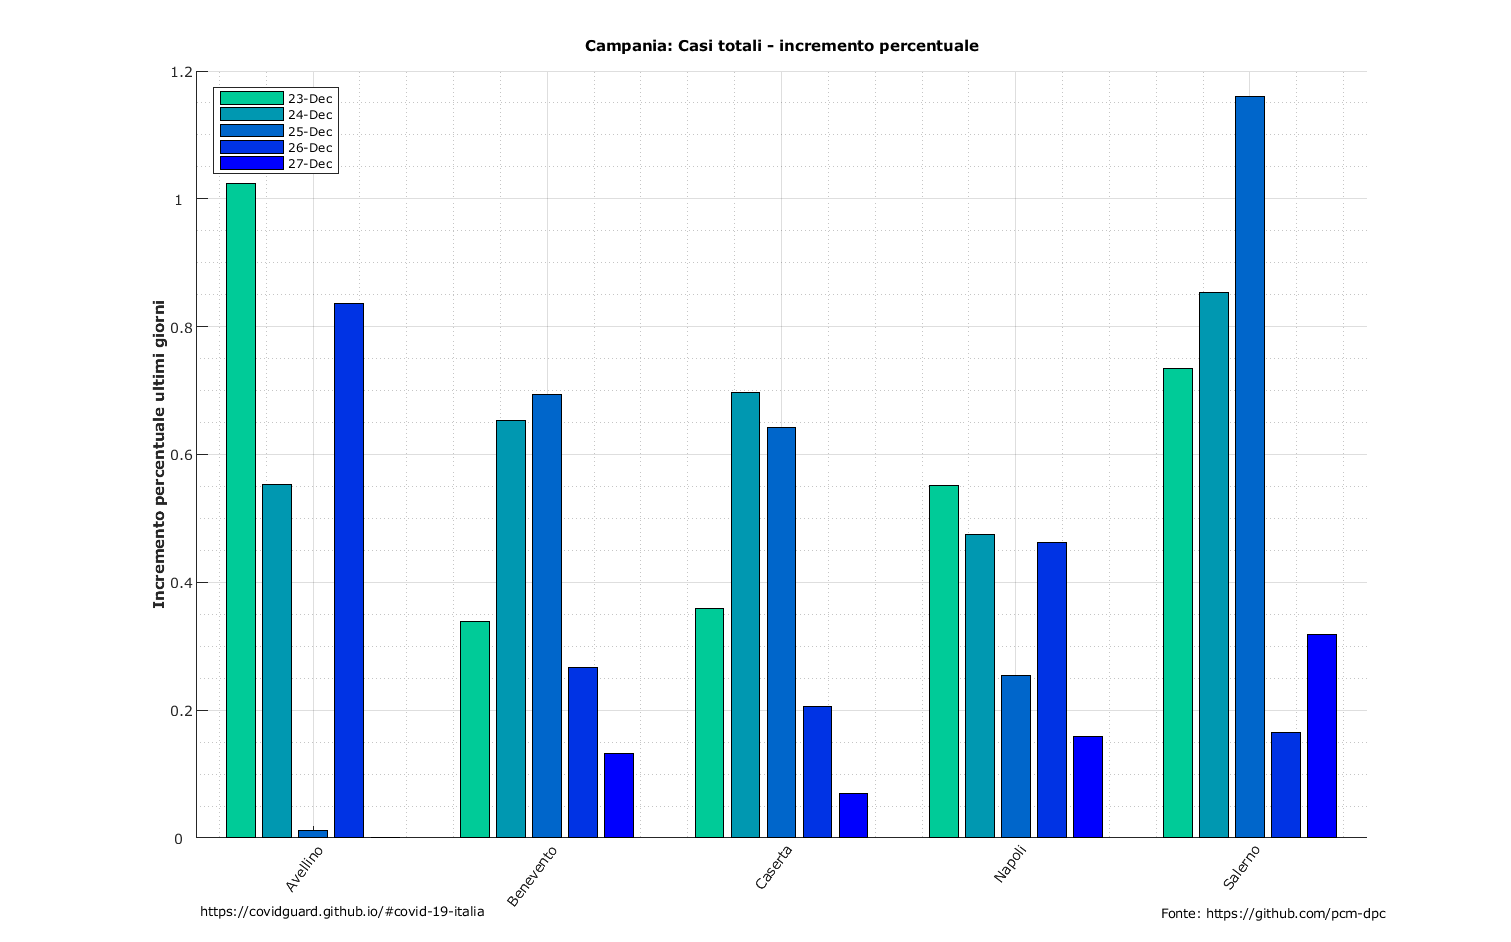 Campania: Casi totali - incremento percentuale
Incremento percentuale ultimi giorni
1.2
1
0.8
0.6
0.4
0.2
0
23-Dec
24-Dec
25-Dec
26-Dec
27-Dec
Avellino
Benevento
Caserta
Napoli
Salerno
https://covidguard.github.io/#covid-19-italia
Fonte: https://github.com/pcm-dpc